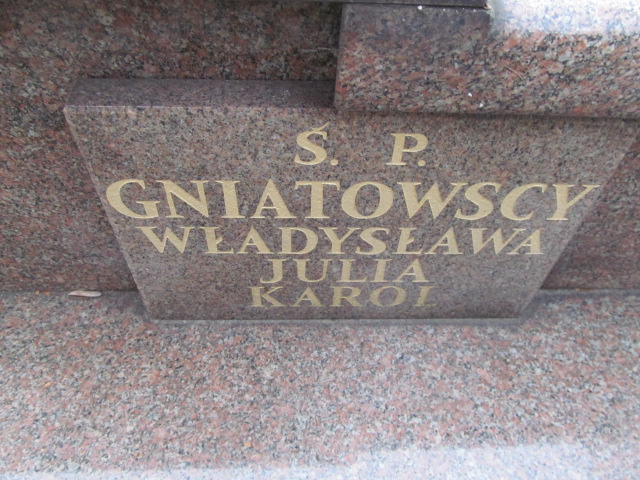 Ś. P.
GNIATOWSCY
WŁADYSŁAWA
JULIA
KAROL